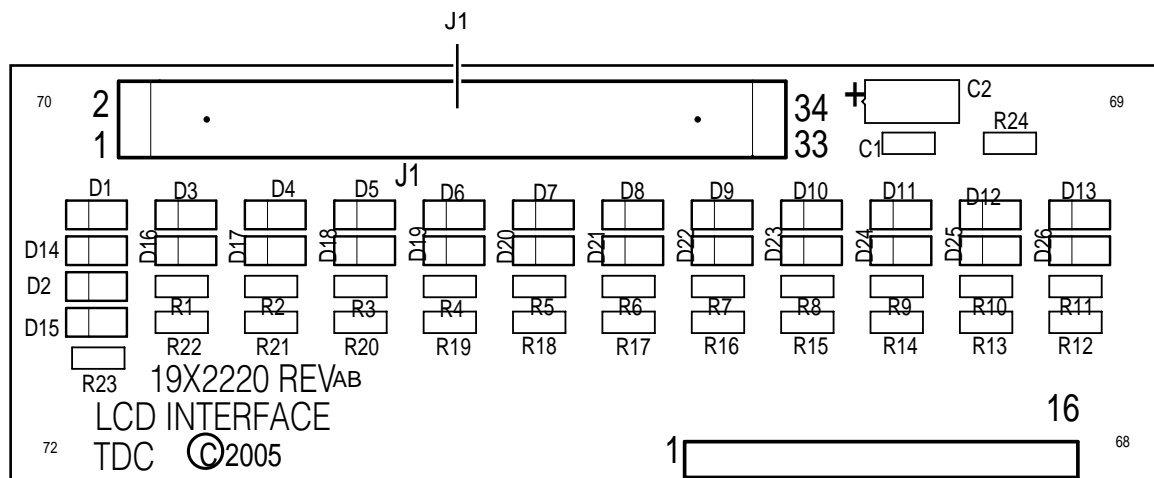 J1
70
2
34
+
C2
69
1
33
C1
R24
J1
D1 D3 D4 D5 D6 D7 D8 D9 D10 D11 D12 D13
D14 D16 D17 D18 D19 D20 D21 D22 D23 D24 D25 D26
D2
R1 R2 R3 R4 R5 R6 R7 R8 R9 R10 R11
D15
R22 R21 R20 R19 R18 R17 R16 R15 R14 R13 R12
R23
19X2220 REVAB
LCD INTERFACE
16
72
TDC © 2005
1
68